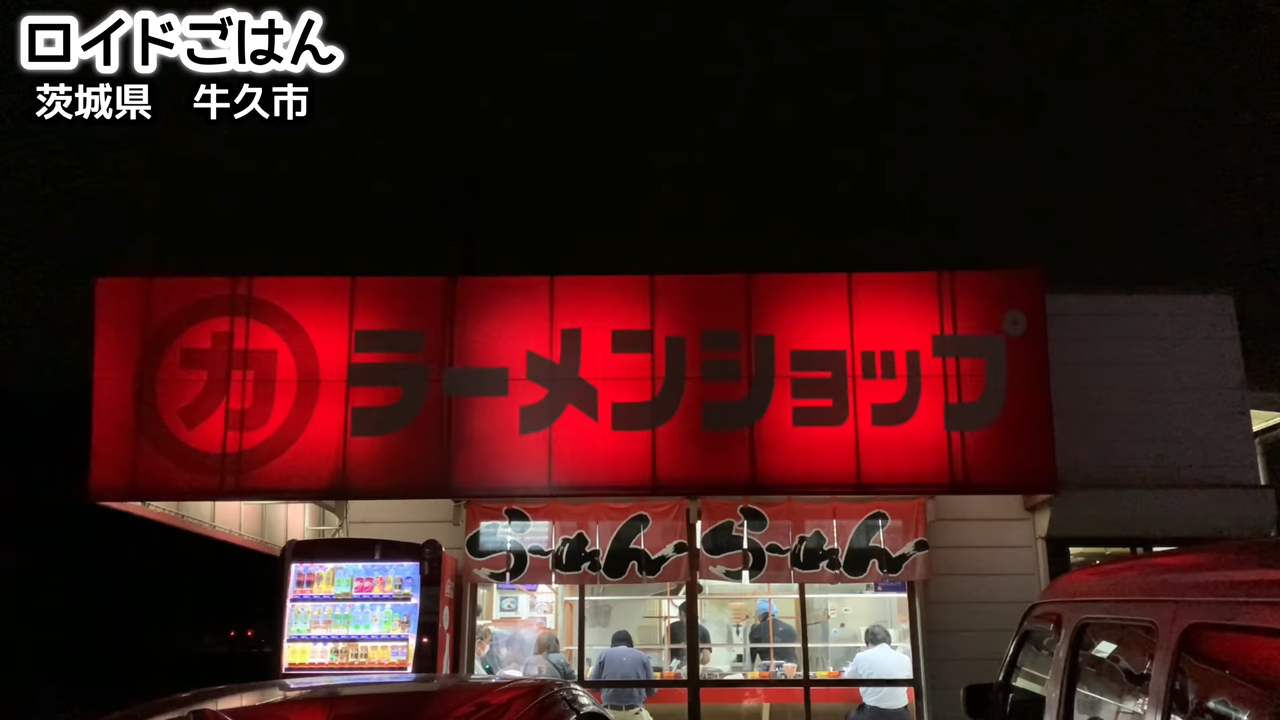 ロイドごはん
茨城県　牛久市
力 ラーメンショップ
らーめん らーめん